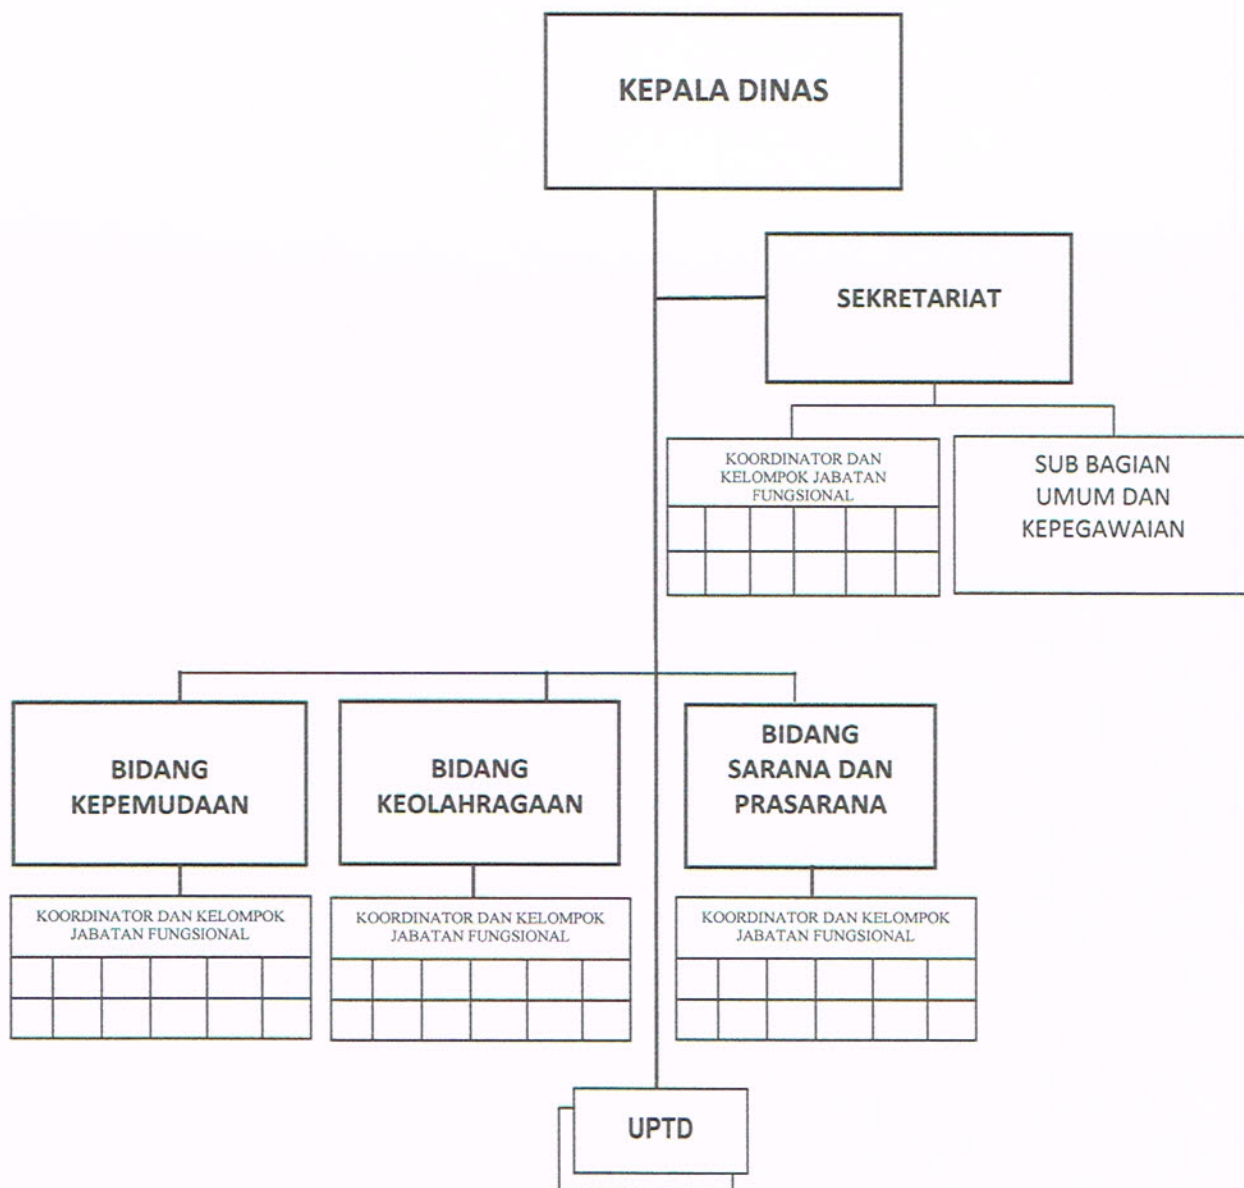 KEPALA DINAS
SEKRETARIAT
KOORDINATOR DAN
KELOMPOK JABATAN
FUNGSIONAL
SUB BAGIAN
UMUM DAN
KEPEGAWAIAN
BIDANG
KEPEMUDAAN
BIDANG
KEOLAHRAGAAN
BIDANG
SARANA DAN
PRASARANA
KOORDINATOR DAN KELOMPOK
JABATAN FUNGSIONAL
KOORDINATOR DAN KELOMPOK
JABATAN FUNGSIONAL
KOORDINATOR DAN KELOMPOK
JABATAN FUNGSIONAL
UPTD